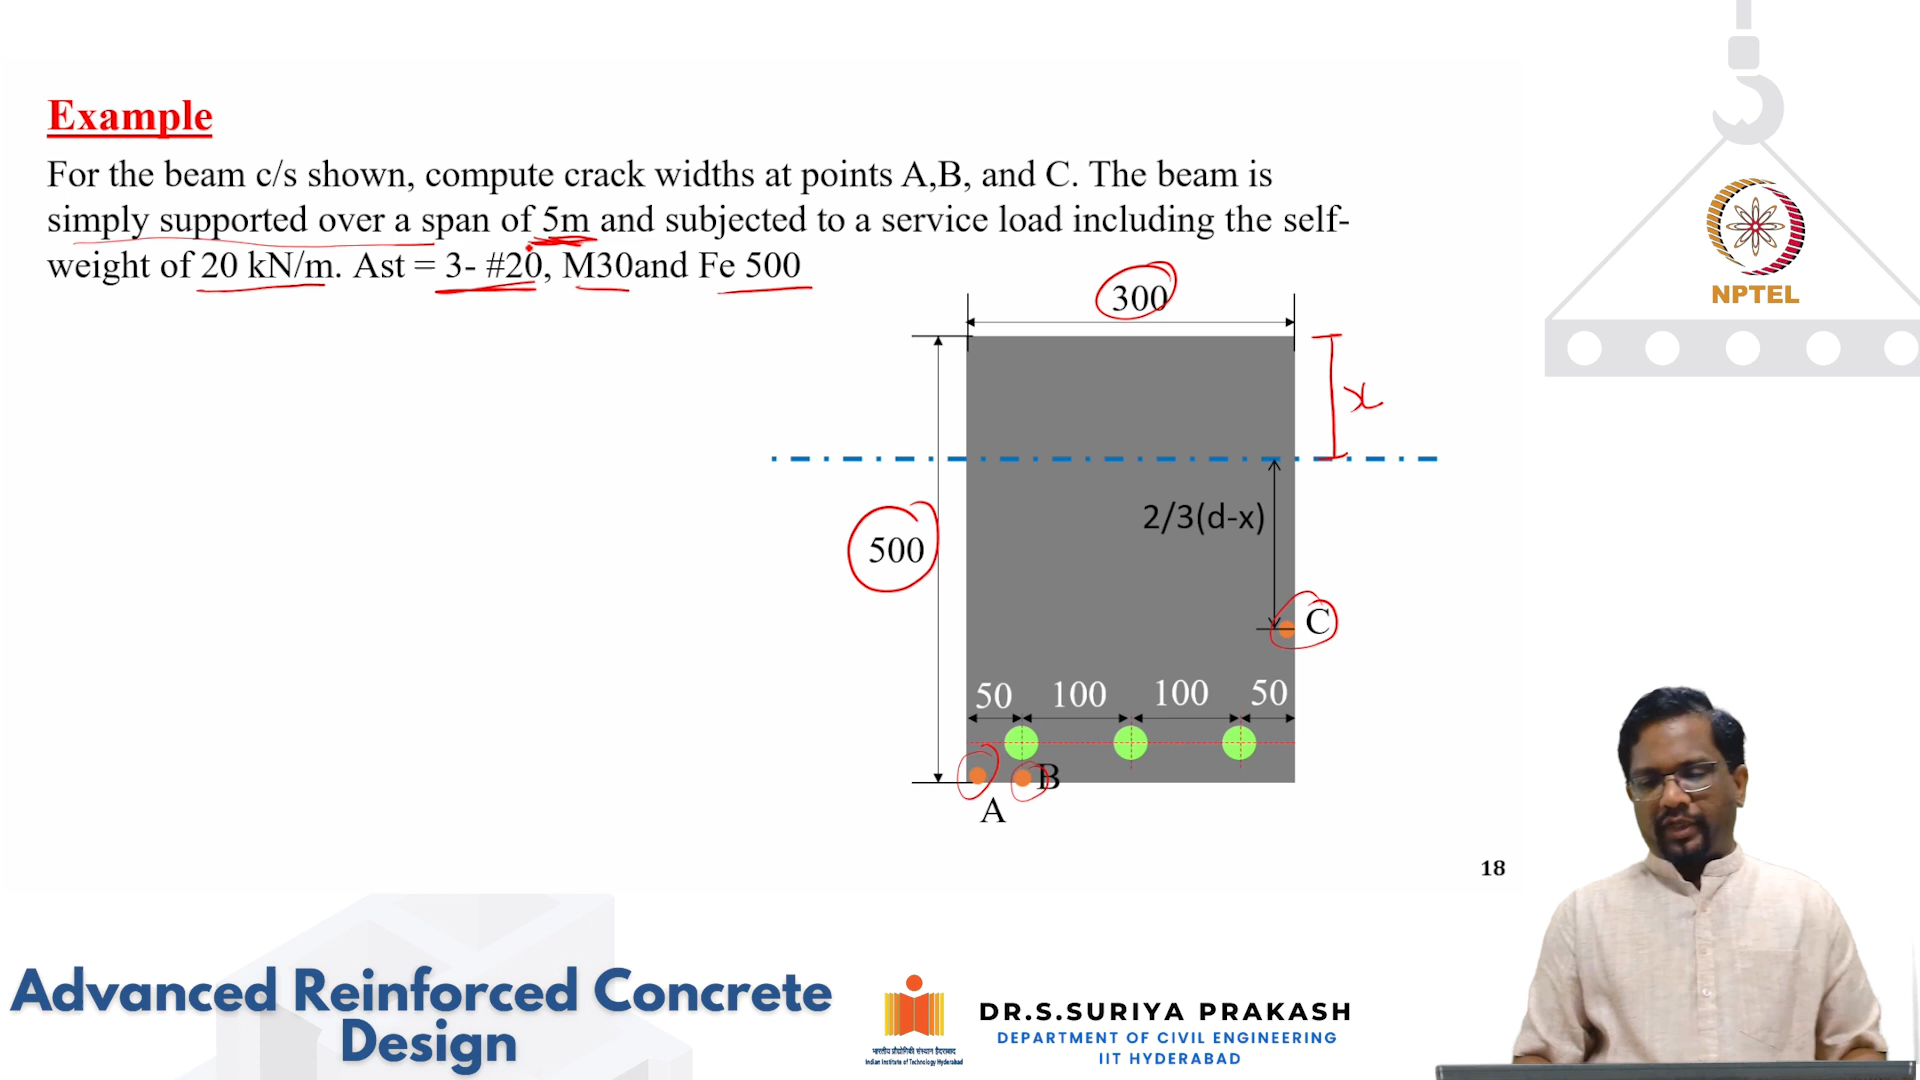 Example
For the beam c/s shown, compute crack widths at points A,B, and C. The beam is
simply supported over a span of 5m and subjected to a service load including the self-
weight of 20 kN/m. Ast = 3- #20, M30and Fe 500
300
x
500
2/3(d-x)
C
50 100 100 50
B
A
NPTEL
18
Advanced Reinforced Concrete
Design
भारतीय प्रौद्योगिकी संस्थान हैदराबाद
Indian Institute of Technology Hyderabad
DR.S.SURIYA PRAKASH
DEPARTMENT OF CIVIL ENGINEERING
IIT HYDERABAD